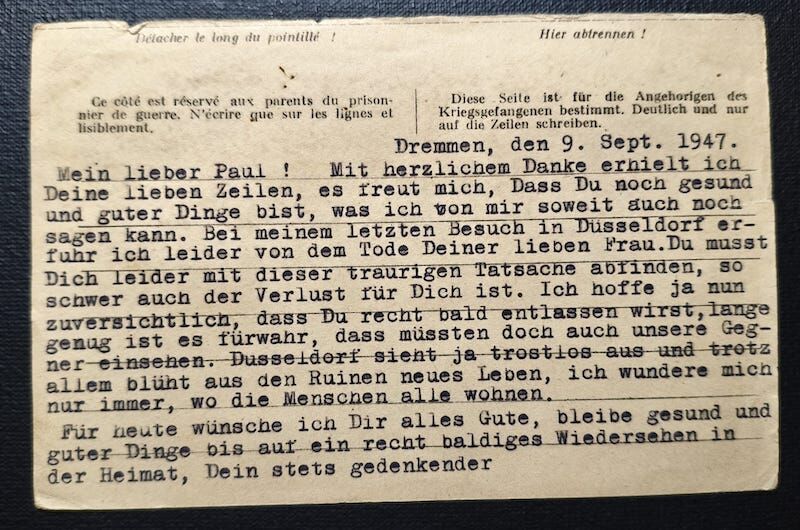 Détacher le long du pointillé !
Hier abtrennen !
Ce côté est réservé aux parents du prison-
nier de guerre. N'écrire que sur les lignes et
lisiblement.
Diese Seite ist für die Angehorigen des
Kriegsgefangenen bestimmt. Deutlich und nur
auf die Zeilen schreiben.
Dremmen, den 9. Sept. 1947.
Mein lieber Paul ! Mit herzlichem Danke erhielt ich
Deine lieben Zeilen, es freut mich, Dass Du noch gesund
und guter Dinge bist, was ich von mir soweit auch noch
sagen kann. Bei meinem letzten Besuch in Düsseldorf er-
fuhr ich leider von dem Tode Deiner lieben Frau.Du musst
Dich leider mit dieser traurigen Tatsache abfinden, so
schwer auch der Verlust für Dich ist. Ich hoffe ja nun
zuversichtlich, dass Du recht bald entlassen wirst,lange
genug ist es fürwahr, dass müssten doch auch unsere Geg-
ner einsehen. Dusseldorf sieht ja trostlos aus und trotz
allem blüht aus den Ruinen neues Leben, ich wundere mich
nur immer, wo die Menschen alle wohnen.
Für heute wünsche ich Dir alles Gute, bleibe gesund und
guter Dinge bis auf ein recht baldiges Wiedersehen in
der Heimat, Dein stets gedenkender